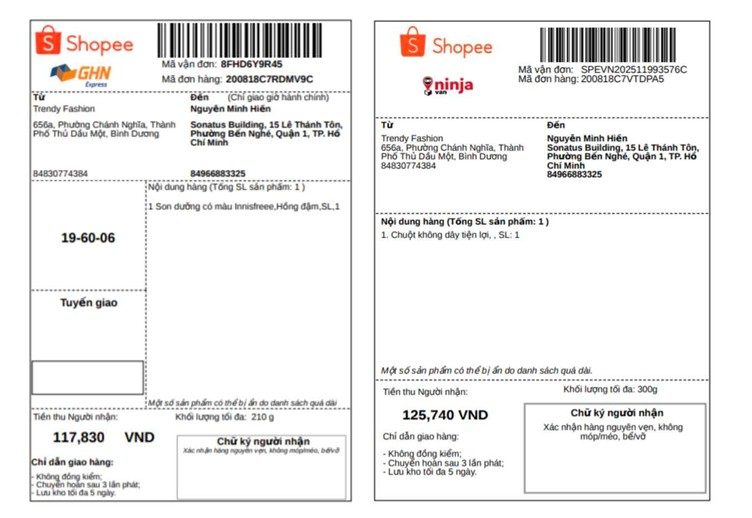 Shopee
GHN
Express
Mã vận đơn: 8FHD6Y9R45
Mã đơn hàng: 200818C7RDMV9C
Từ
Trendy Fashion
656a, Phường Chánh Nghĩa, Thành
Phố Thủ Dầu Một, Bình Dương
84830774384
Đến (Chỉ giao giờ hành chính)
Nguyên Minh Hiến
Sonatus Building, 15 Lê Thánh Tôn,
Phường Bến Nghé, Quận 1, TP. Hồ
Chí Minh
84966883325
19-60-06
Tuyến giao
Nội dung hàng (Tổng SL sản phẩm: 1 )
1 Son dưỡng có màu Innisfreee,Hồng đậm,SL,1
Một số sản phẩm có thể bị ẩn do danh sách quá dài
Tiền thu Người nhận:
117,830 VND
Khối lượng tối đa: 210 g
Chữ ký người nhận
Xác nhận hàng nguyên vẹn, không móp/méo, bể/vỡ
Chỉ dẫn giao hàng:
- Không đồng kiểm;
- Chuyển hoàn sau 3 lần phát;
- Lưu kho tối đa 5 ngày.
Shopee
ninja
van
Mã vận đơn: SPEVN202511993576C
Mã đơn hàng: 200818C7VTDPA5
Từ
Trendy Fashion
656a, Phường Chánh Nghĩa, Thành
Phố Thủ Dầu Một, Bình Dương
84830774384
Đến
Nguyên Minh Hiến
Sonatus Building, 15 Lê Thánh Tôn,
Phường Bến Nghé, Quận 1, TP. Hồ
Chí Minh
84966883325
Nội dung hàng (Tổng SL sản phẩm: 1 )
1. Chuột không dây tiện lợi, , SL: 1
Một số sản phẩm có thể bị ẩn do danh sách quá dài.
Tiền thu Người nhận:
125,740 VND
Khối lượng tối đa: 300g
Chữ ký người nhận
Xác nhận hàng nguyên vẹn, không
móp/méo, bể/vỡ
Chỉ dẫn giao hàng:
- Không đồng kiểm;
- Chuyển hoàn sau 3 lần phát;
- Lưu kho tối đa 5 ngày.